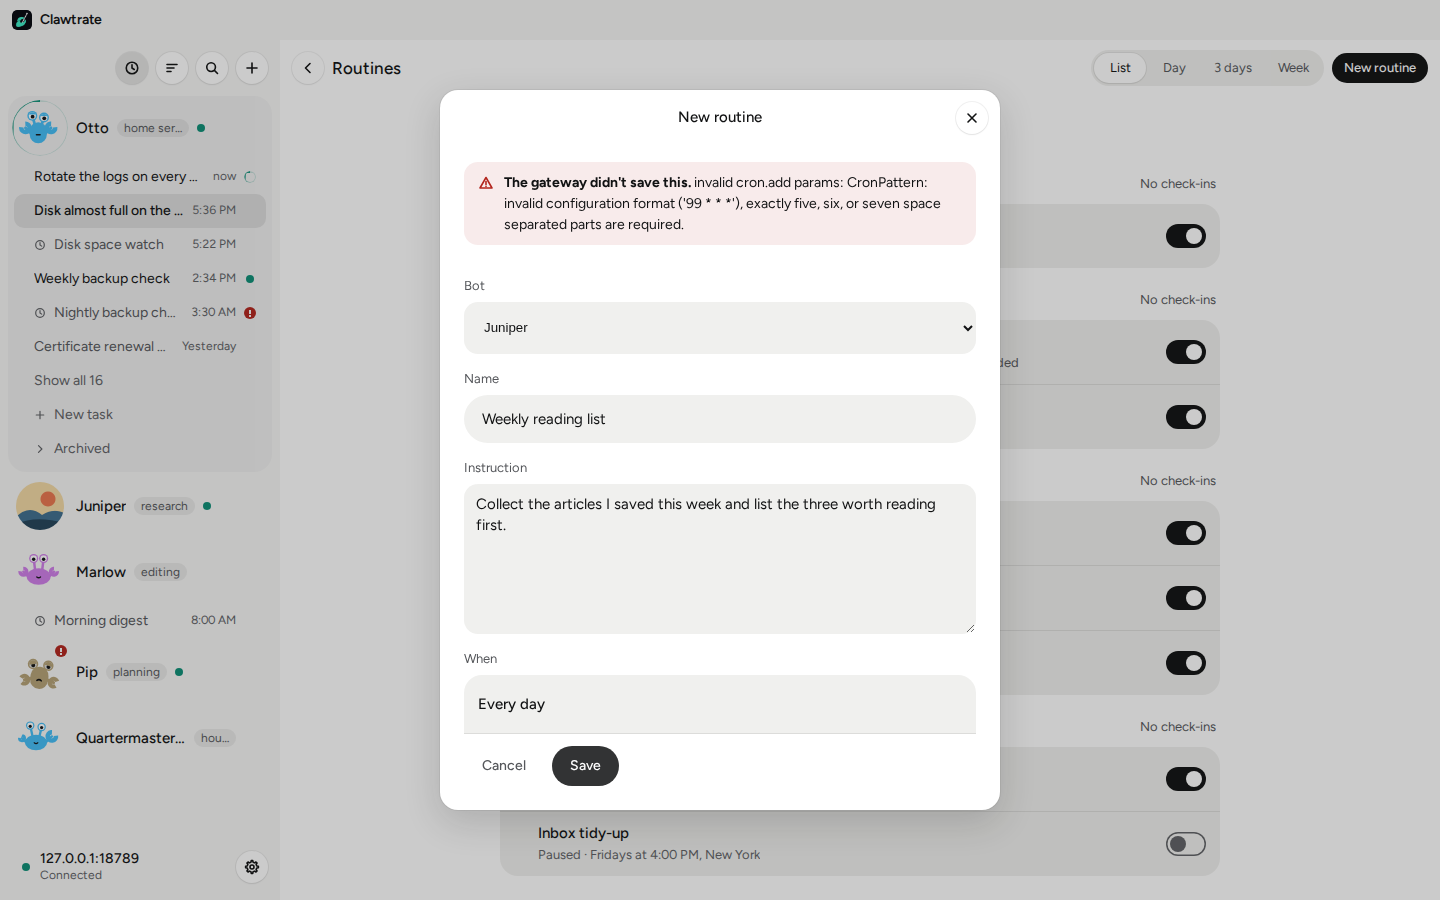 Clawtrate
Routines
List
Day
3 days
Week
New routine
Otto
home ser...
Rotate the logs on every ...
now
Disk almost full on the ...
5:36 PM
Disk space watch
5:22 PM
Weekly backup check
2:34 PM
Nightly backup ch...
3:30 AM
Certificate renewal ...
Yesterday
Show all 16
New task
Archived
Juniper
research
Marlow
editing
Morning digest
8:00 AM
Pip
planning
Quartermaster...
hou...
127.0.0.1:18789
Connected
New routine
The gateway didn't save this. invalid cron.add params: CronPattern:
invalid configuration format ('99 * * *'), exactly five, six, or seven space
separated parts are required.
Bot
Juniper
Name
Weekly reading list
Instruction
Collect the articles I saved this week and list the three worth reading
first.
When
Every day
Cancel
Save
No check-ins
No check-ins
ded
No check-ins
No check-ins
Inbox tidy-up
Paused · Fridays at 4:00 PM, New York